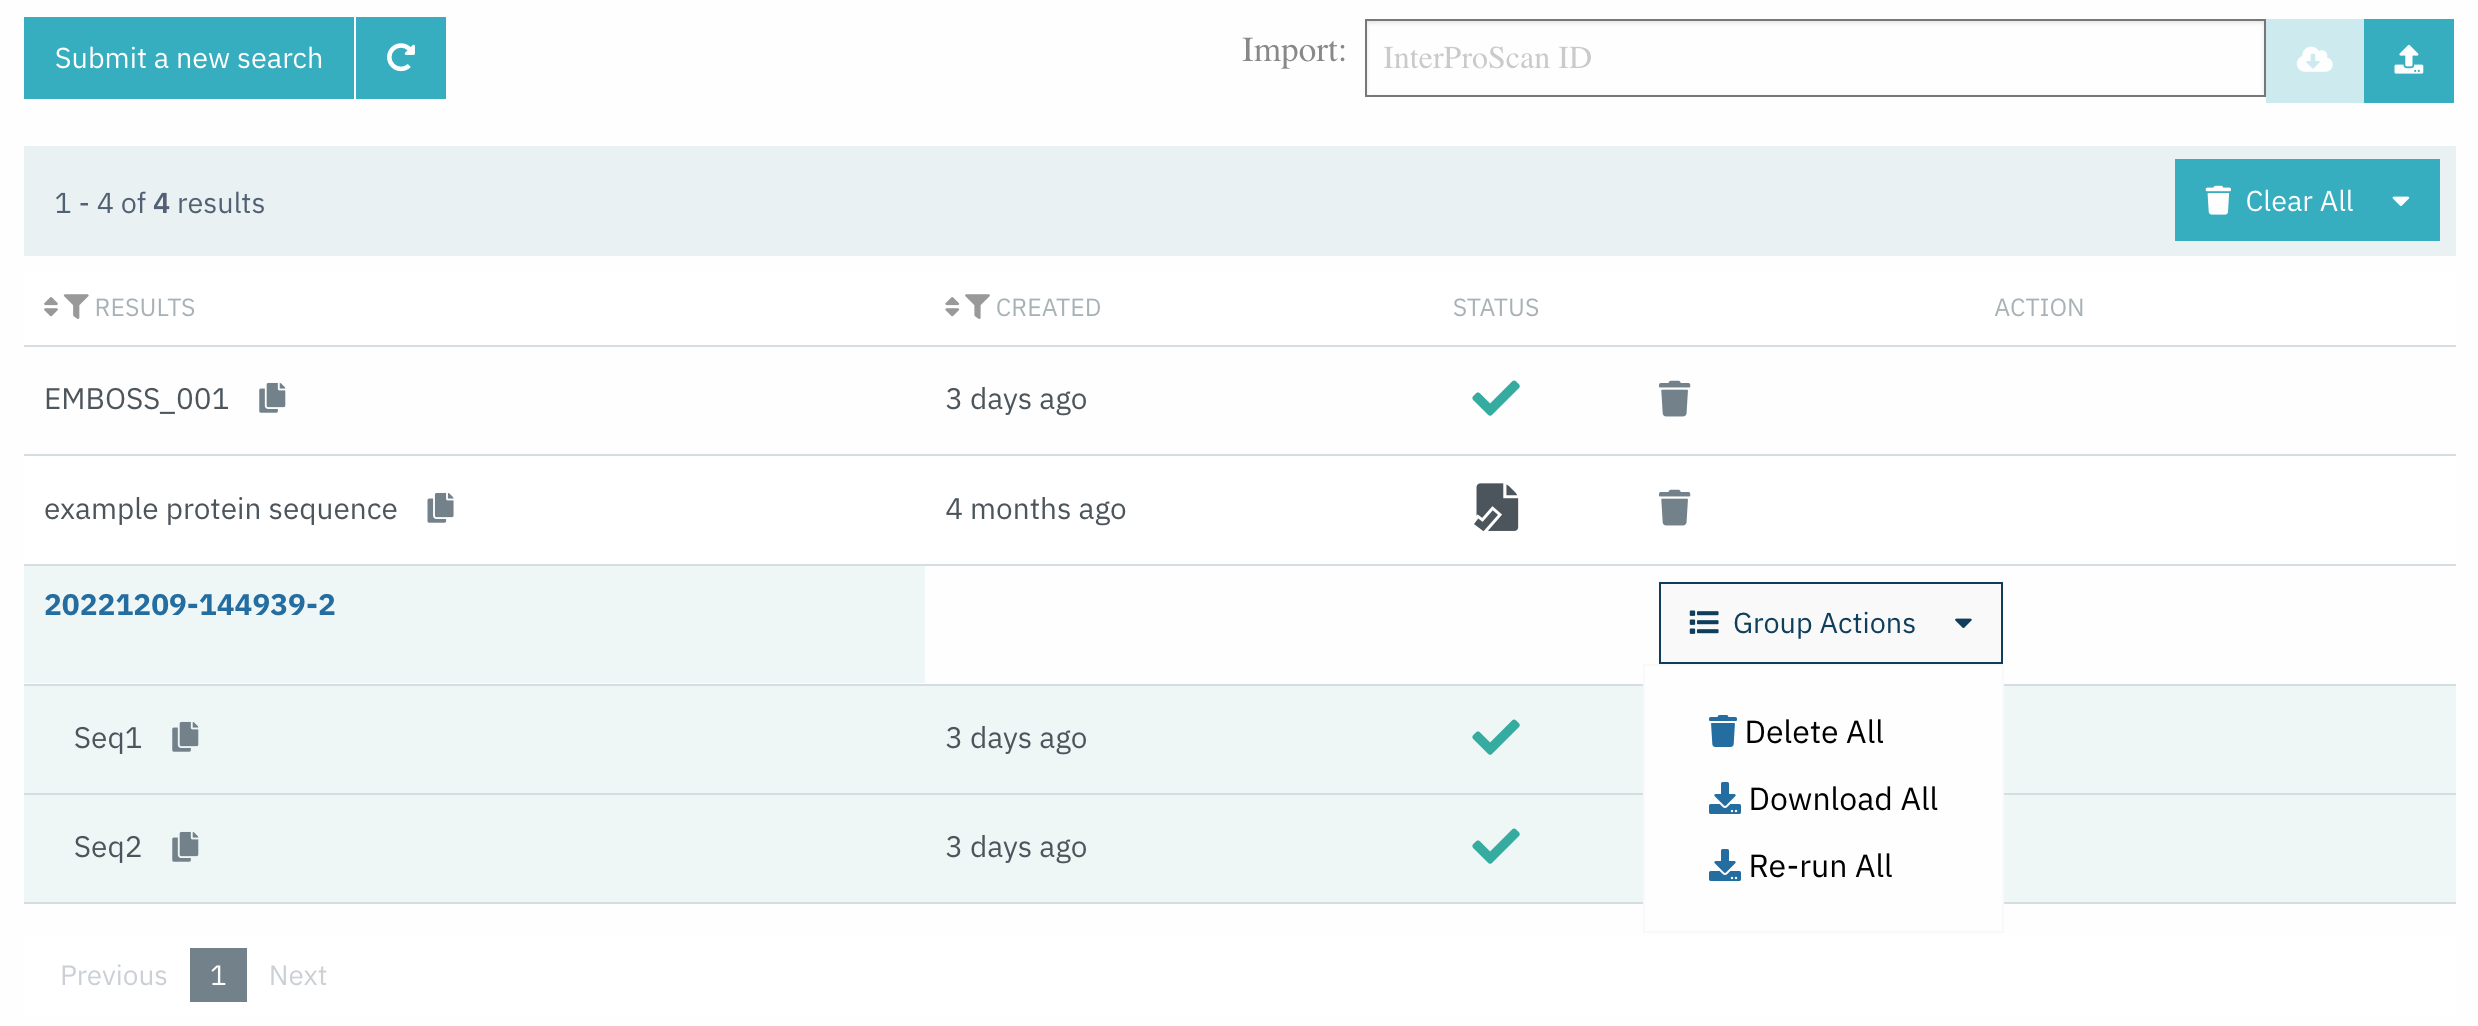 Submit a new search
Import: InterProScan ID
1 - 4 of 4 results
Clear All
RESULTS CREATED STATUS ACTION
EMBOSS_001 3 days ago
example protein sequence 4 months ago
20221209-144939-2 Group Actions
Seq1 3 days ago
Delete All
Download All
Seq2 3 days ago
Re-run All
Previous 1 Next